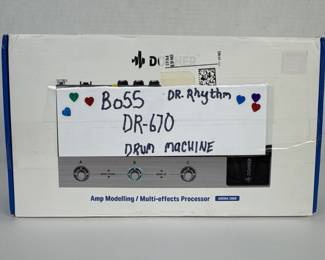 Boss DR. Rhythm
DR-670
DRUM MACHINE
Amp Modelling / Multi-effects Processor